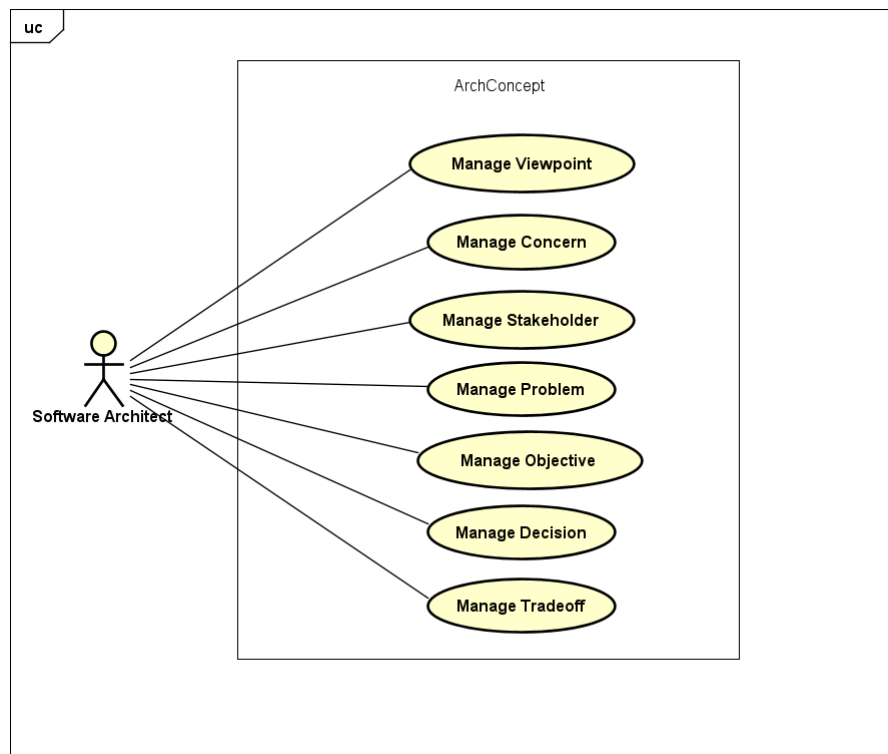 uc
ArchConcept
Manage Viewpoint
Manage Concern
Manage Stakeholder
Manage Problem
Software Architect
Manage Objective
Manage Decision
Manage Tradeoff